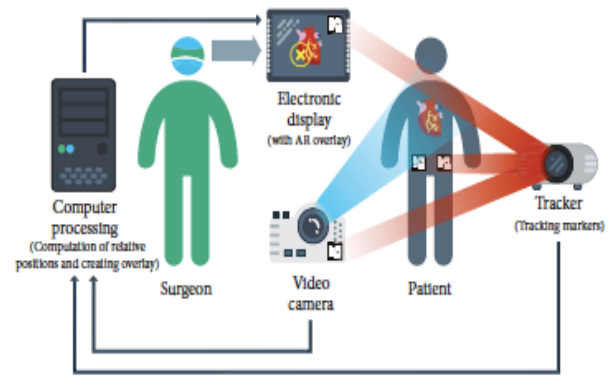 Electronic
display
(with AR overlay)
Computer
processing
(Computation of relative
positions and creating overlay)
Surgeon
Video
camera
Patient
Tracker
(Tracking markers)